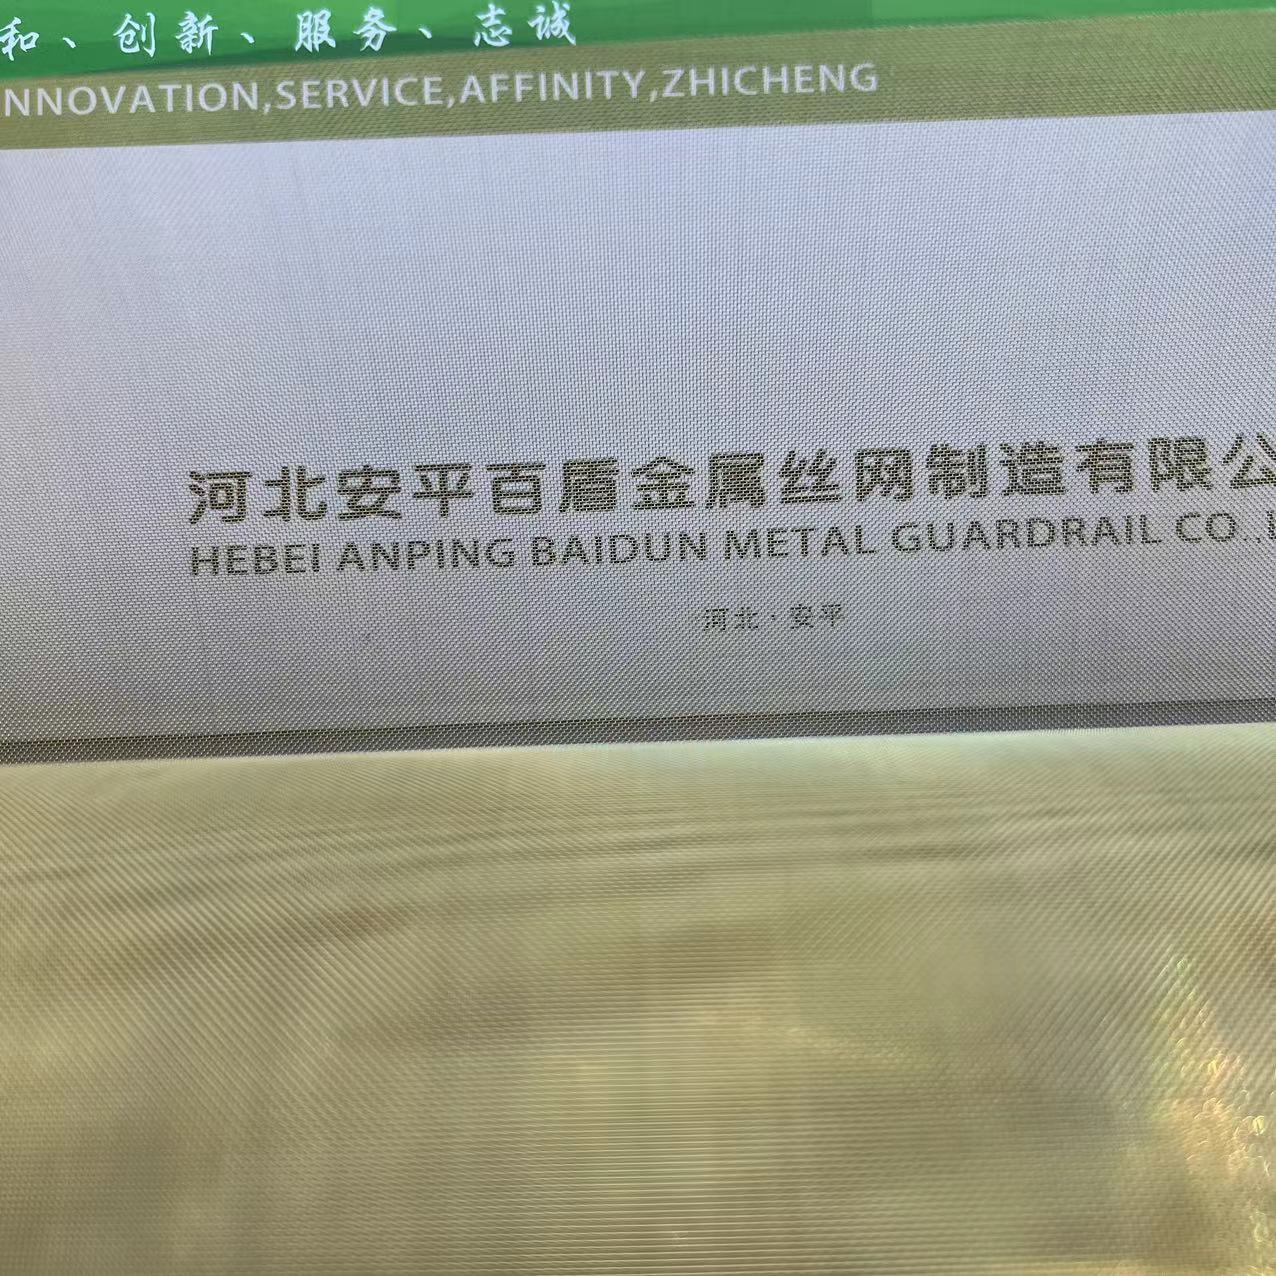 和、创新、服务、志诚
NNOVATION,SERVICE,AFFINITY,ZHICHENG
河北安平百盾金属丝网制造有限公
HEBEI ANPING BAIDUN METAL GUARDRAIL CO.,L
河北·安平